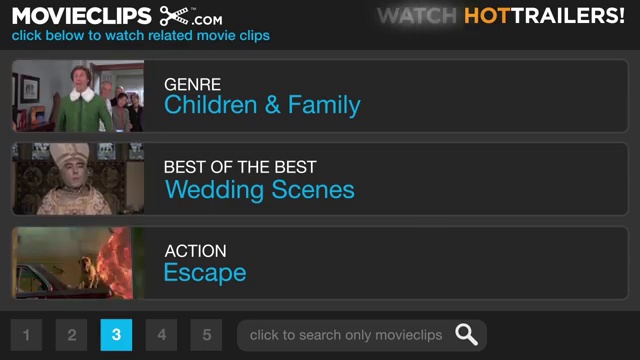 MOVIECLIPS .COM
click below to watch related movie clips
WATCH HOTTRAILERS!
GENRE
Children & Family
BEST OF THE BEST
Wedding Scenes
ACTION
Escape
1 2 3 4 5
click to search only movieclips